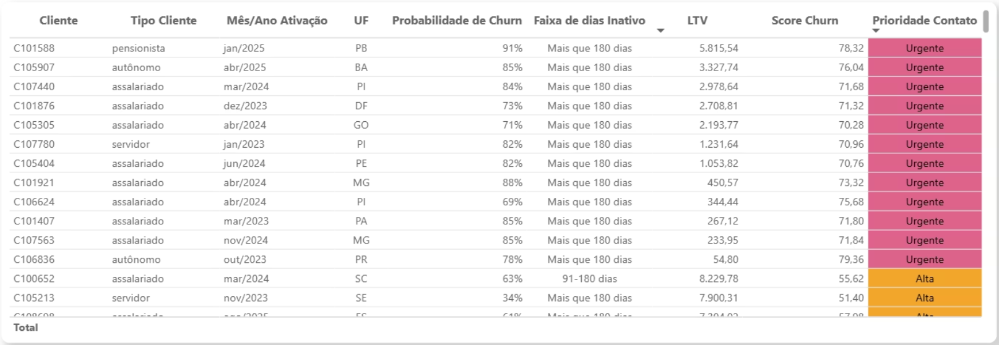 Cliente Tipo Cliente Mês/Ano Ativação UF Probabilidade de Churn Faixa de dias Inativo LTV Score Churn Prioridade Contato
C101588 pensionista jan/2025 PB 91% Mais que 180 dias 5.815,54 78,32 Urgente
C105907 autônomo abr/2025 BA 85% Mais que 180 dias 3.327,74 76,04 Urgente
C107440 assalariado mar/2024 PI 84% Mais que 180 dias 2.978,64 71,68 Urgente
C101876 assalariado dez/2023 DF 73% Mais que 180 dias 2.708,81 71,32 Urgente
C105305 assalariado abr/2024 GO 71% Mais que 180 dias 2.193,77 70,28 Urgente
C107780 servidor jan/2023 PI 82% Mais que 180 dias 1.231,64 70,96 Urgente
C105404 assalariado jun/2024 PE 82% Mais que 180 dias 1.053,82 70,76 Urgente
C101921 assalariado abr/2024 MG 88% Mais que 180 dias 450,57 73,32 Urgente
C106624 assalariado abr/2024 PI 69% Mais que 180 dias 344,44 75,68 Urgente
C101407 assalariado mar/2023 PA 85% Mais que 180 dias 267,12 71,80 Urgente
C107563 assalariado nov/2024 MG 85% Mais que 180 dias 233,95 71,84 Urgente
C106836 autônomo out/2023 PR 78% Mais que 180 dias 54,80 79,36 Urgente
C100652 assalariado mar/2024 SC 63% 91-180 dias 8.229,78 55,62 Alta
C105213 servidor nov/2023 SE 34% Mais que 180 dias 7.900,31 51,40 Alta
assalariado Mais que 180 dias Alta
Total